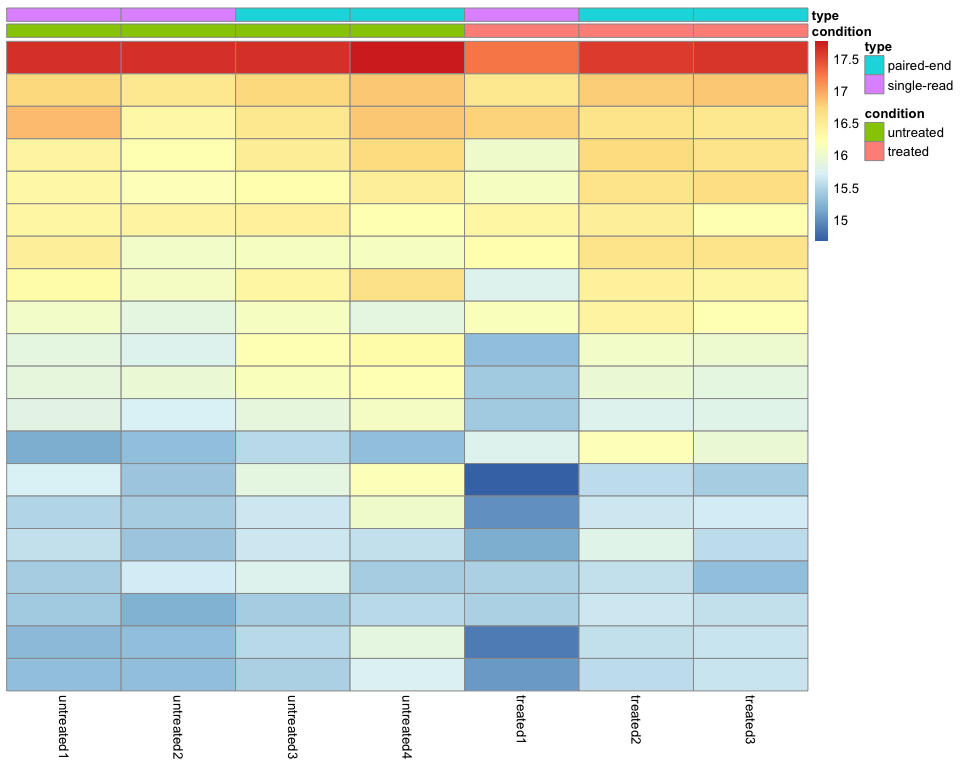 type
condition
17.5
17
16.5
16
15.5
15
type
paired-end
single-read
condition
untreated
treated
untreated1
untreated2
untreated3
untreated4
treated1
treated2
treated3